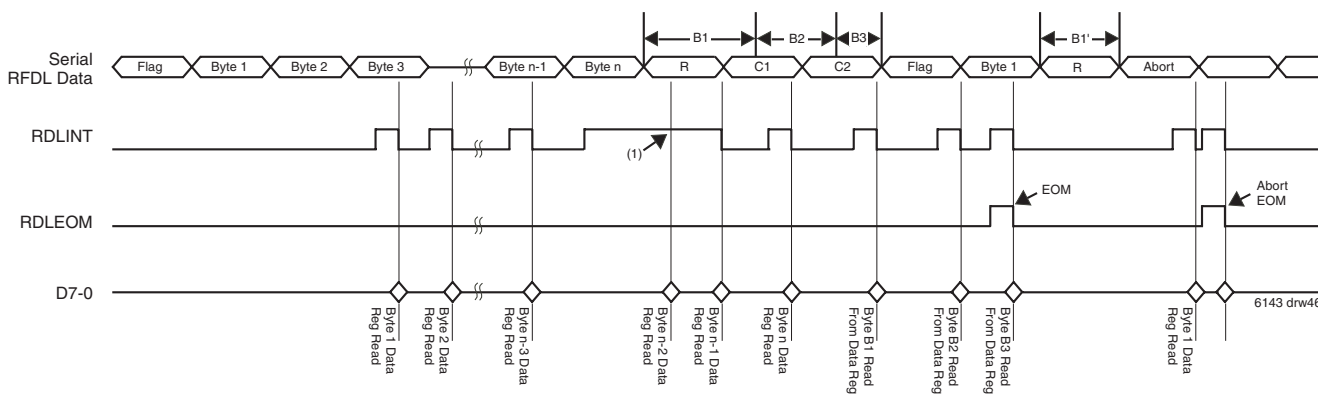 B1 B2 B3 B1'
Serial
RFDL Data
Flag Byte 1 Byte 2 Byte 3 Byte n-1 Byte n R C1 C2 Flag Byte 1 R Abort
RDLINT
(1)
RDLEOM
EOM
Abort
EOM
D7-0
6143 drw46
Byte 1 Data
Reg Read
Byte 2 Data
Reg Read
Byte n-3 Data
Reg Read
Byte n-2 Data
Reg Read
Byte n-1 Data
Reg Read
Byte n Data
Reg Read
Byte B1 Read
From Data Reg
Byte B2 Read
From Data Reg
Byte B3 Read
From Data Reg
Byte 1 Data
Reg Read